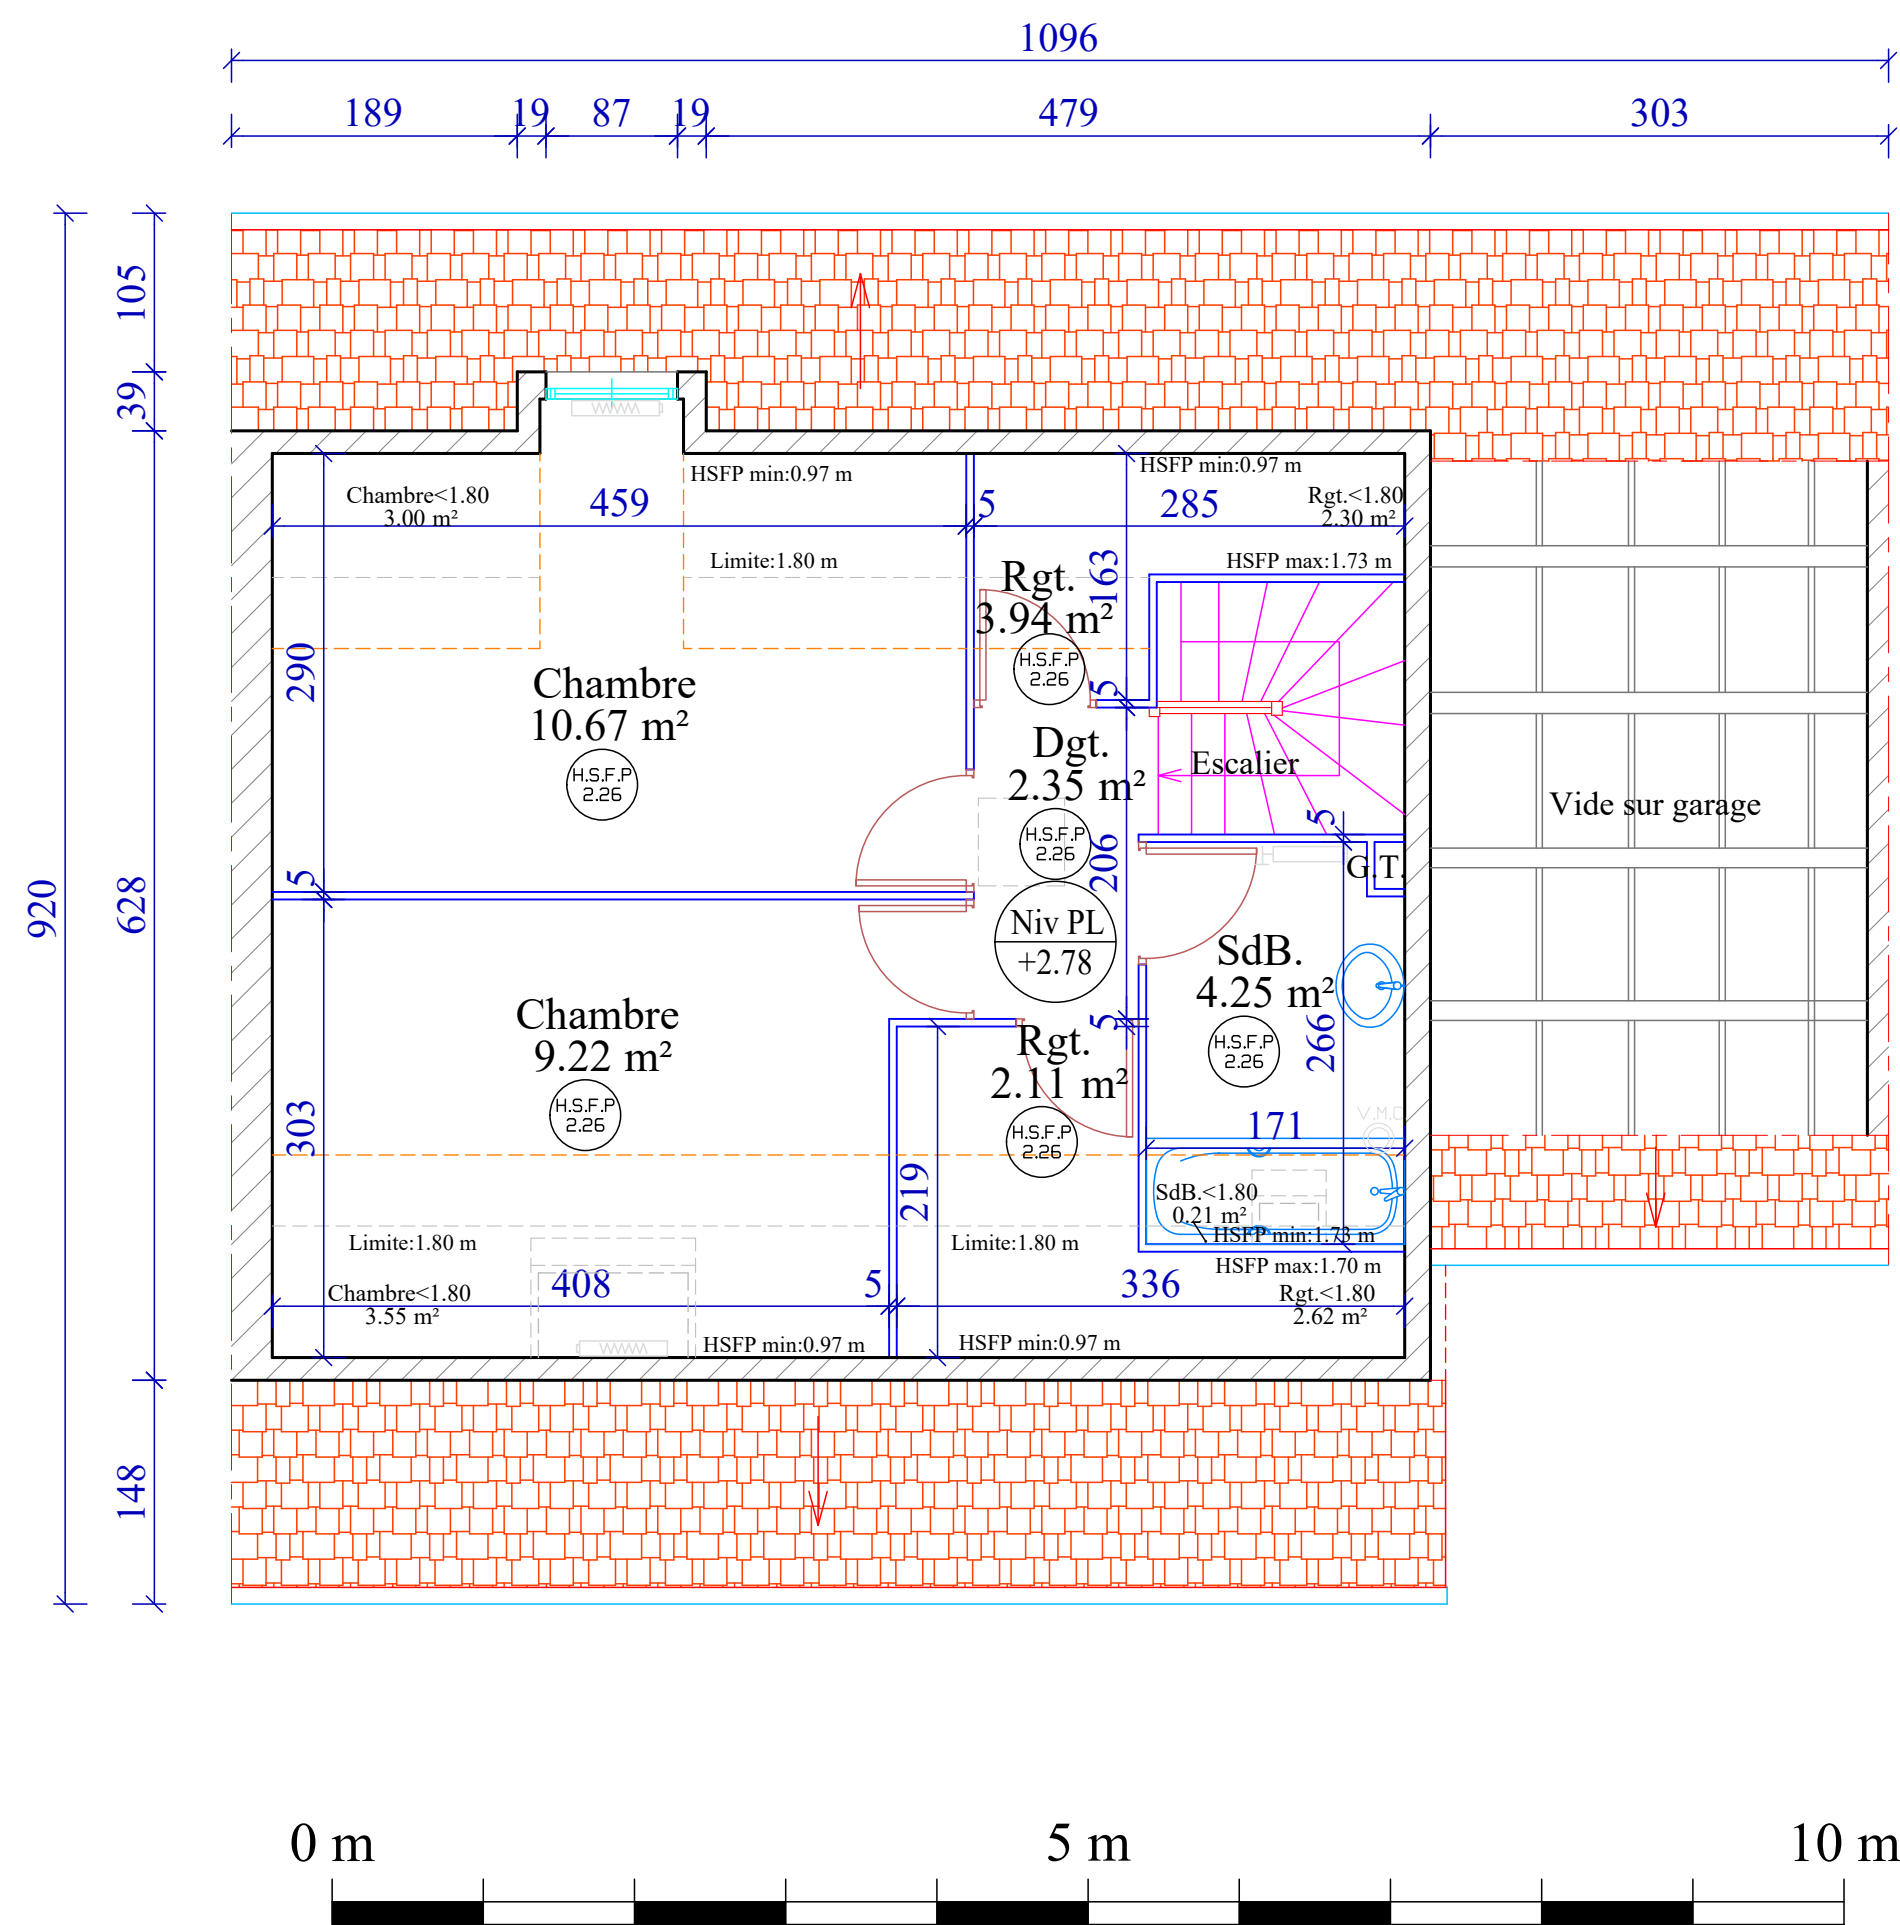 1096
189 19 87 19 479 303
105
39
628
920
148
HSFP min:0.97 m
HSFP min:0.97 m
Chambre<1.80
3.00 m²
459
5
285
Rgt.<1.80
2.30 m²
Limite:1.80 m
HSFP max:1.73 m
163
Rgt.
3.94 m²
H.S.F.P
2.26
5
290
Chambre
10.67 m²
H.S.F.P
2.26
Dgt.
2.35 m²
H.S.F.P
2.26
Escalier
Vide sur garage
5
206
5
G.T.
Niv PL
+2.78
SdB.
4.25 m²
H.S.F.P
2.26
266
Chambre
9.22 m²
H.S.F.P
2.26
5
Rgt.
2.11 m²
H.S.F.P
2.26
303
219
V.M.C
171
SdB.<1.80
0.21 m²
HSFP min:1.73 m
Limite:1.80 m
Limite:1.80 m
HSFP max:1.70 m
Chambre<1.80
3.55 m²
408
5
336
Rgt.<1.80
2.62 m²
HSFP min:0.97 m
HSFP min:0.97 m
0 m 5 m 10 m